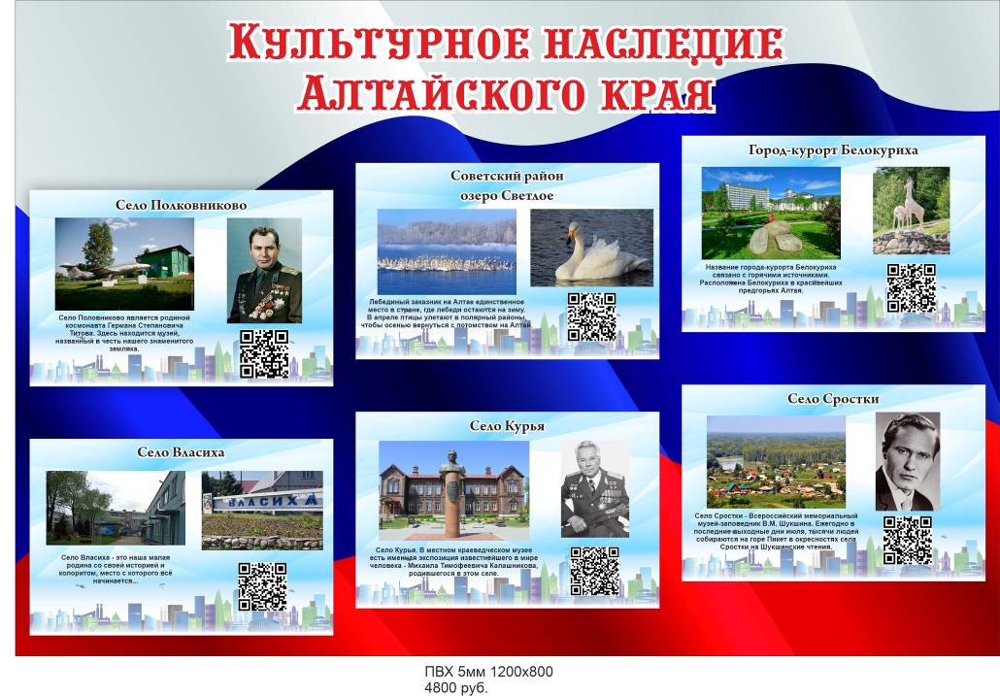 Культурное наследие
Алтайского края
Село Полковниково
Село Половниково является родиной
космонавта Германа Степановича
Титова. Здесь находится музей,
названный в честь нашего знаменитого
земляка.
Советский район
озеро Светлое
Лебединый заказник на Алтае единственное
место в стране, где лебеди остаются на зиму.
В апреле птицы улетают в полярный районы,
чтобы осенью вернуться с потомством на Алтай.
Город-курорт Белокуриха
Название города-курорта Белокуриха
связано с горячими источниками.
Расположена Белокуриха в красивейших
предгорьях Алтая.
Село Власиха
ВЛАСИХА
Село Власиха - это наша малая
родина со своей историей и
колоритом, место с которого всё
начинается...
Село Курья
Село Курья. В местном краеведческом музее
есть именная экспозиция известнейшего в мире
человека - Михаила Тимофеевича Калашникова,
родившегося в этом селе.
Село Сростки
Село Сростки - Всероссийский мемориальный
музей-заповедник В.М. Шукшина. Ежегодно в
последние выходные дни июля, тысячи людей
собираются на горе Пикет в окресностях села
Сростки на Шукшинские чтения.
ПВХ 5мм 1200х800
4800 руб.